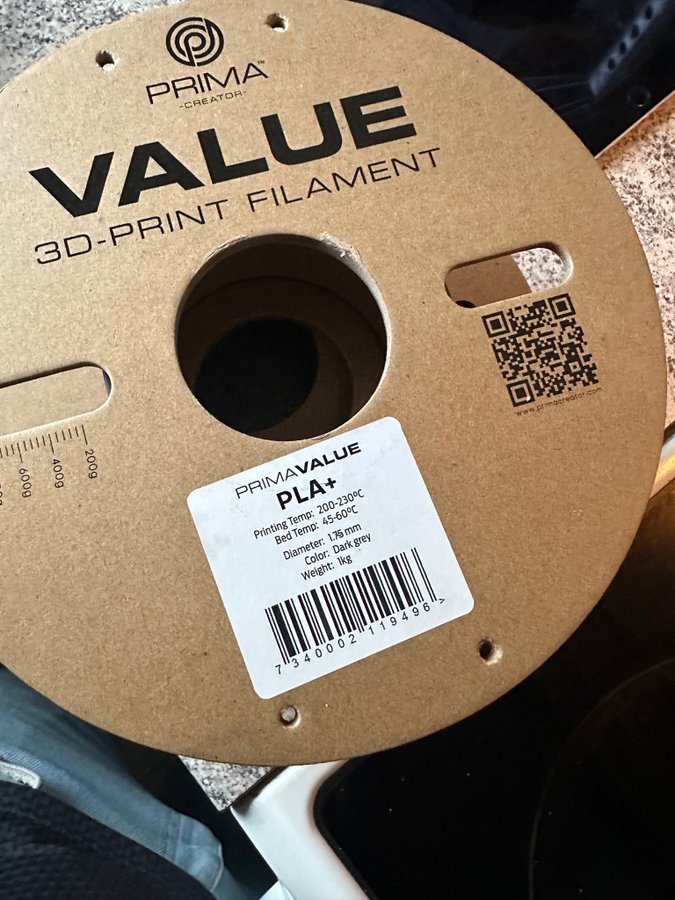 PRIMA™
-CREATOR-
VALUE
3D-PRINT FILAMENT
www.primacreator.com
200g
400g
600g
PRIMAVALUE
PLA+
Printing Temp: 200-230ºC
Bed Temp: 45-60ºC
Diameter: 1.75 mm
Color: Dark grey
Weight: 1kg
7 340002 119496 >